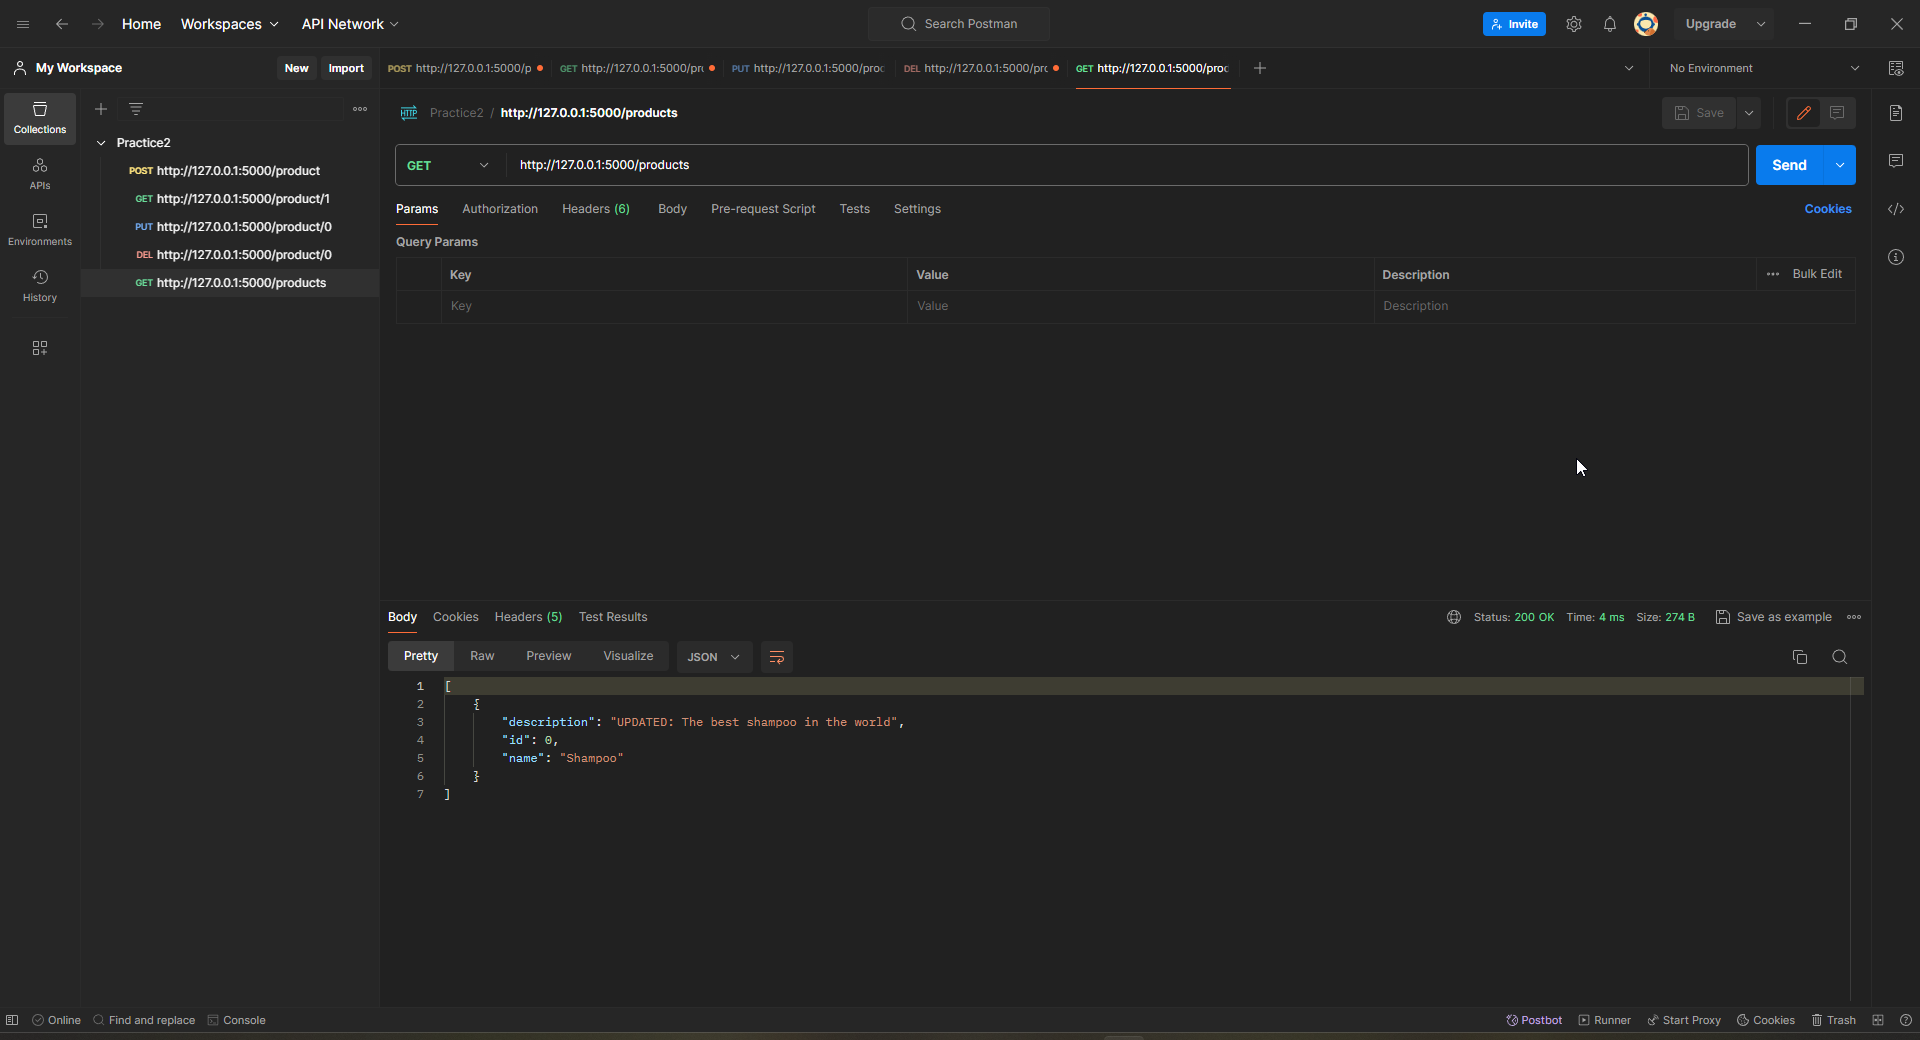 Home Workspaces API Network Search Postman Invite Upgrade
My Workspace New Import POST http://127.0.0.1:5000/p GET http://127.0.0.1:5000/pr PUT http://127.0.0.1:5000/proc DEL http://127.0.0.1:5000/pr GET http://127.0.0.1:5000/proc No Environment
Collections
APIs
Environments
History
Practice2
POST http://127.0.0.1:5000/product
GET http://127.0.0.1:5000/product/1
PUT http://127.0.0.1:5000/product/0
DEL http://127.0.0.1:5000/product/0
GET http://127.0.0.1:5000/products
HTTP Practice2 / http://127.0.0.1:5000/products Save
GET http://127.0.0.1:5000/products Send
Params Authorization Headers (6) Body Pre-request Script Tests Settings Cookies
Query Params
Key Value Description Bulk Edit
Key Value Description
Body Cookies Headers (5) Test Results Status: 200 OK Time: 4 ms Size: 274 B Save as example
Pretty Raw Preview Visualize JSON
1 [
2 {
3 "description": "UPDATED: The best shampoo in the world",
4 "id": 0,
5 "name": "Shampoo"
6 }
7 ]
Online Find and replace Console Postbot Runner Start Proxy Cookies Trash